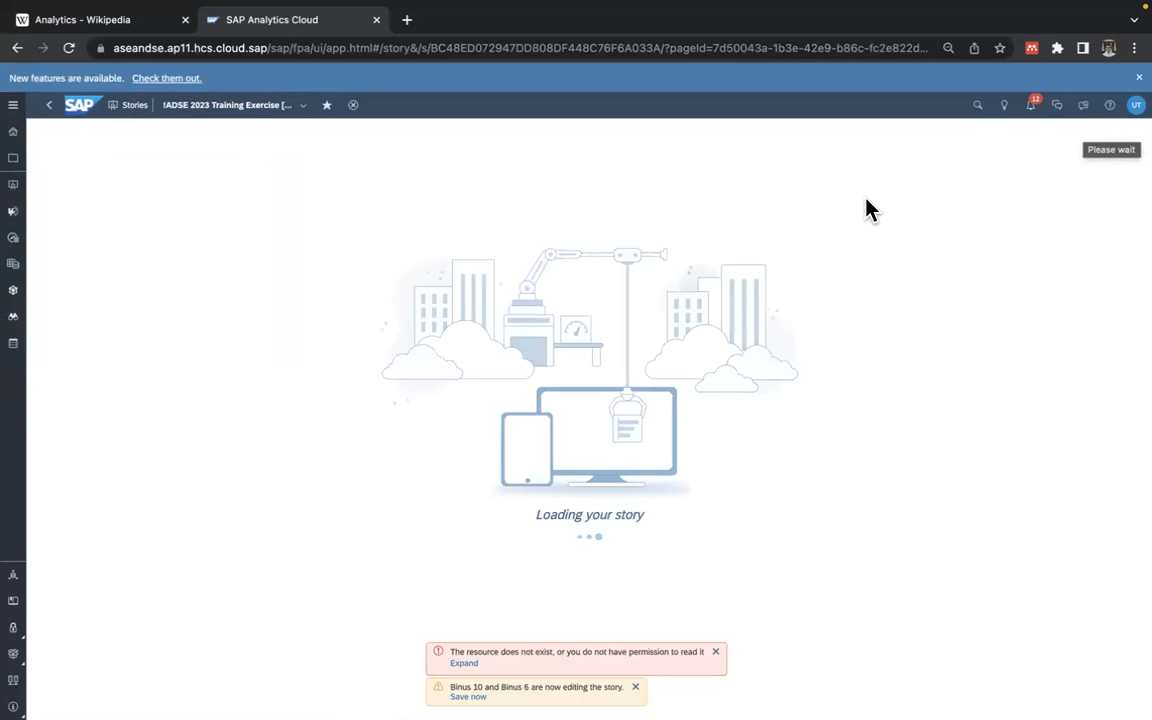 Analytics - Wikipedia
SAP Analytics Cloud
aseandse.ap11.hcs.cloud.sap/sap/fpa/ui/app.html#/story&/s/BC48ED072947DD808DF448C76F6A033A/?pageId=7d50043a-1b3e-42e9-b86c-fc2e822d...
New features are available. Check them out.
SAP Stories !ADSE 2023 Training Exercise [... 12 UT
Please wait
Loading your story
The resource does not exist, or you do not have permission to read it
Expand
Binus 10 and Binus 6 are now editing the story.
Save now